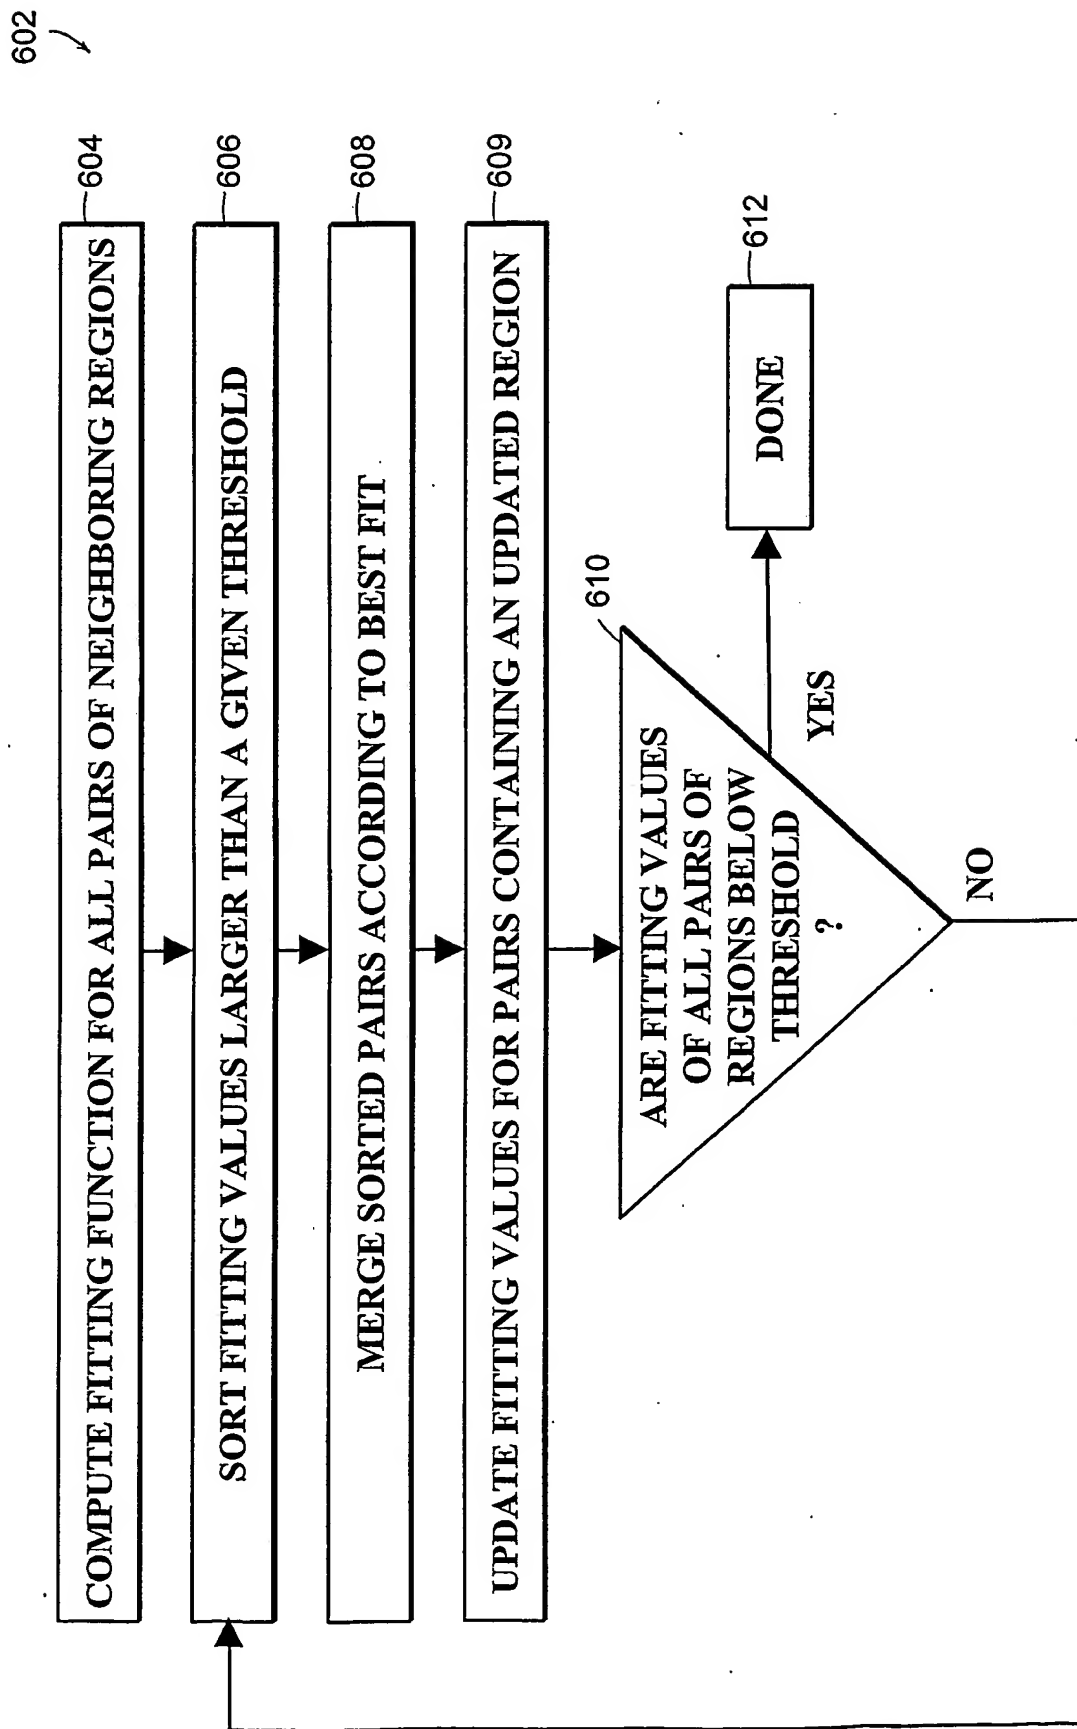 602
604
COMPUTE FITTING FUNCTION FOR ALL PAIRS OF NEIGHBORING REGIONS
606
SORT FITTING VALUES LARGER THAN A GIVEN THRESHOLD
608
MERGE SORTED PAIRS ACCORDING TO BEST FIT
609
UPDATE FITTING VALUES FOR PAIRS CONTAINING AN UPDATED REGION
610
ARE FITTING VALUES
OF ALL PAIRS OF
REGIONS BELOW
THRESHOLD
?
YES
612
DONE
NO